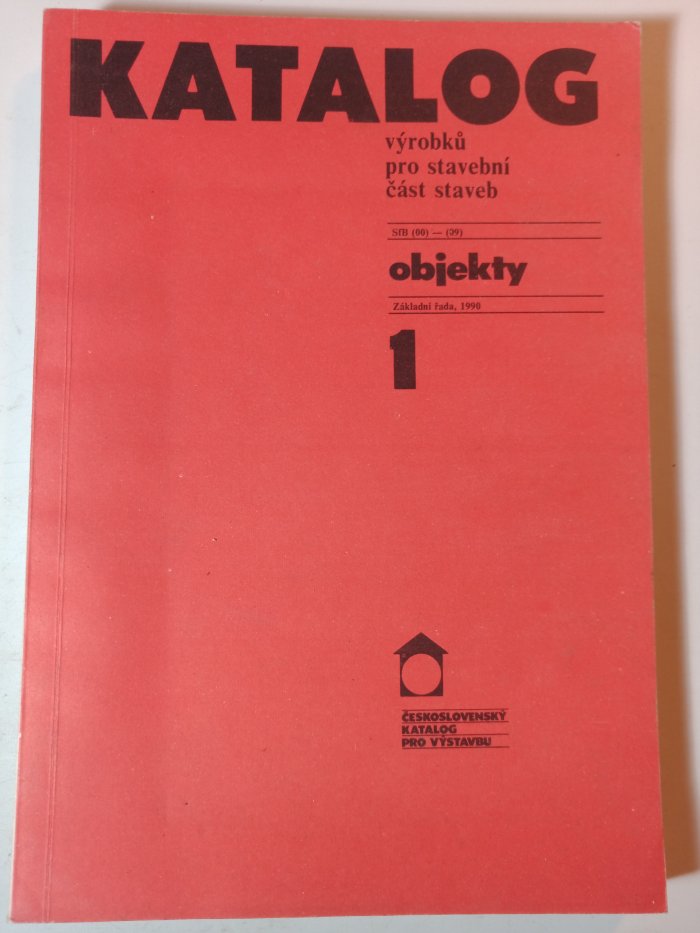 KATALOG
výrobků
pro stavební
část staveb
SfB (00) — (09)
objekty
Základní řada, 1990
1
ČESKOSLOVENSKÝ
KATALOG
PRO VÝSTAVBU